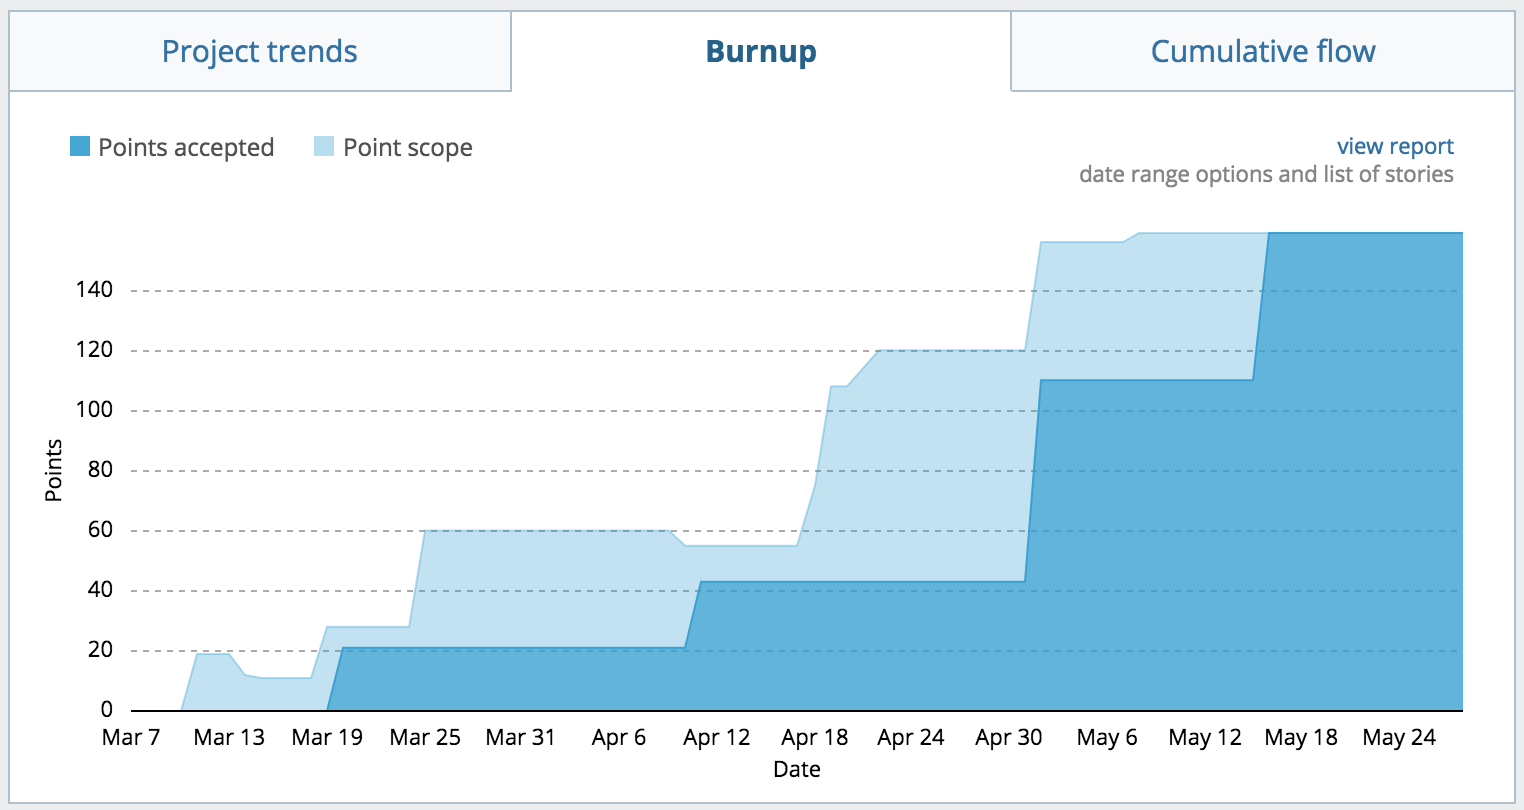 Project trends
Burnup
Cumulative flow
Points accepted
Point scope
view report
date range options and list of stories
140
120
100
80
60
40
20
0
Points
Mar 7 Mar 13 Mar 19 Mar 25 Mar 31 Apr 6 Apr 12 Apr 18 Apr 24 Apr 30 May 6 May 12 May 18 May 24
Date